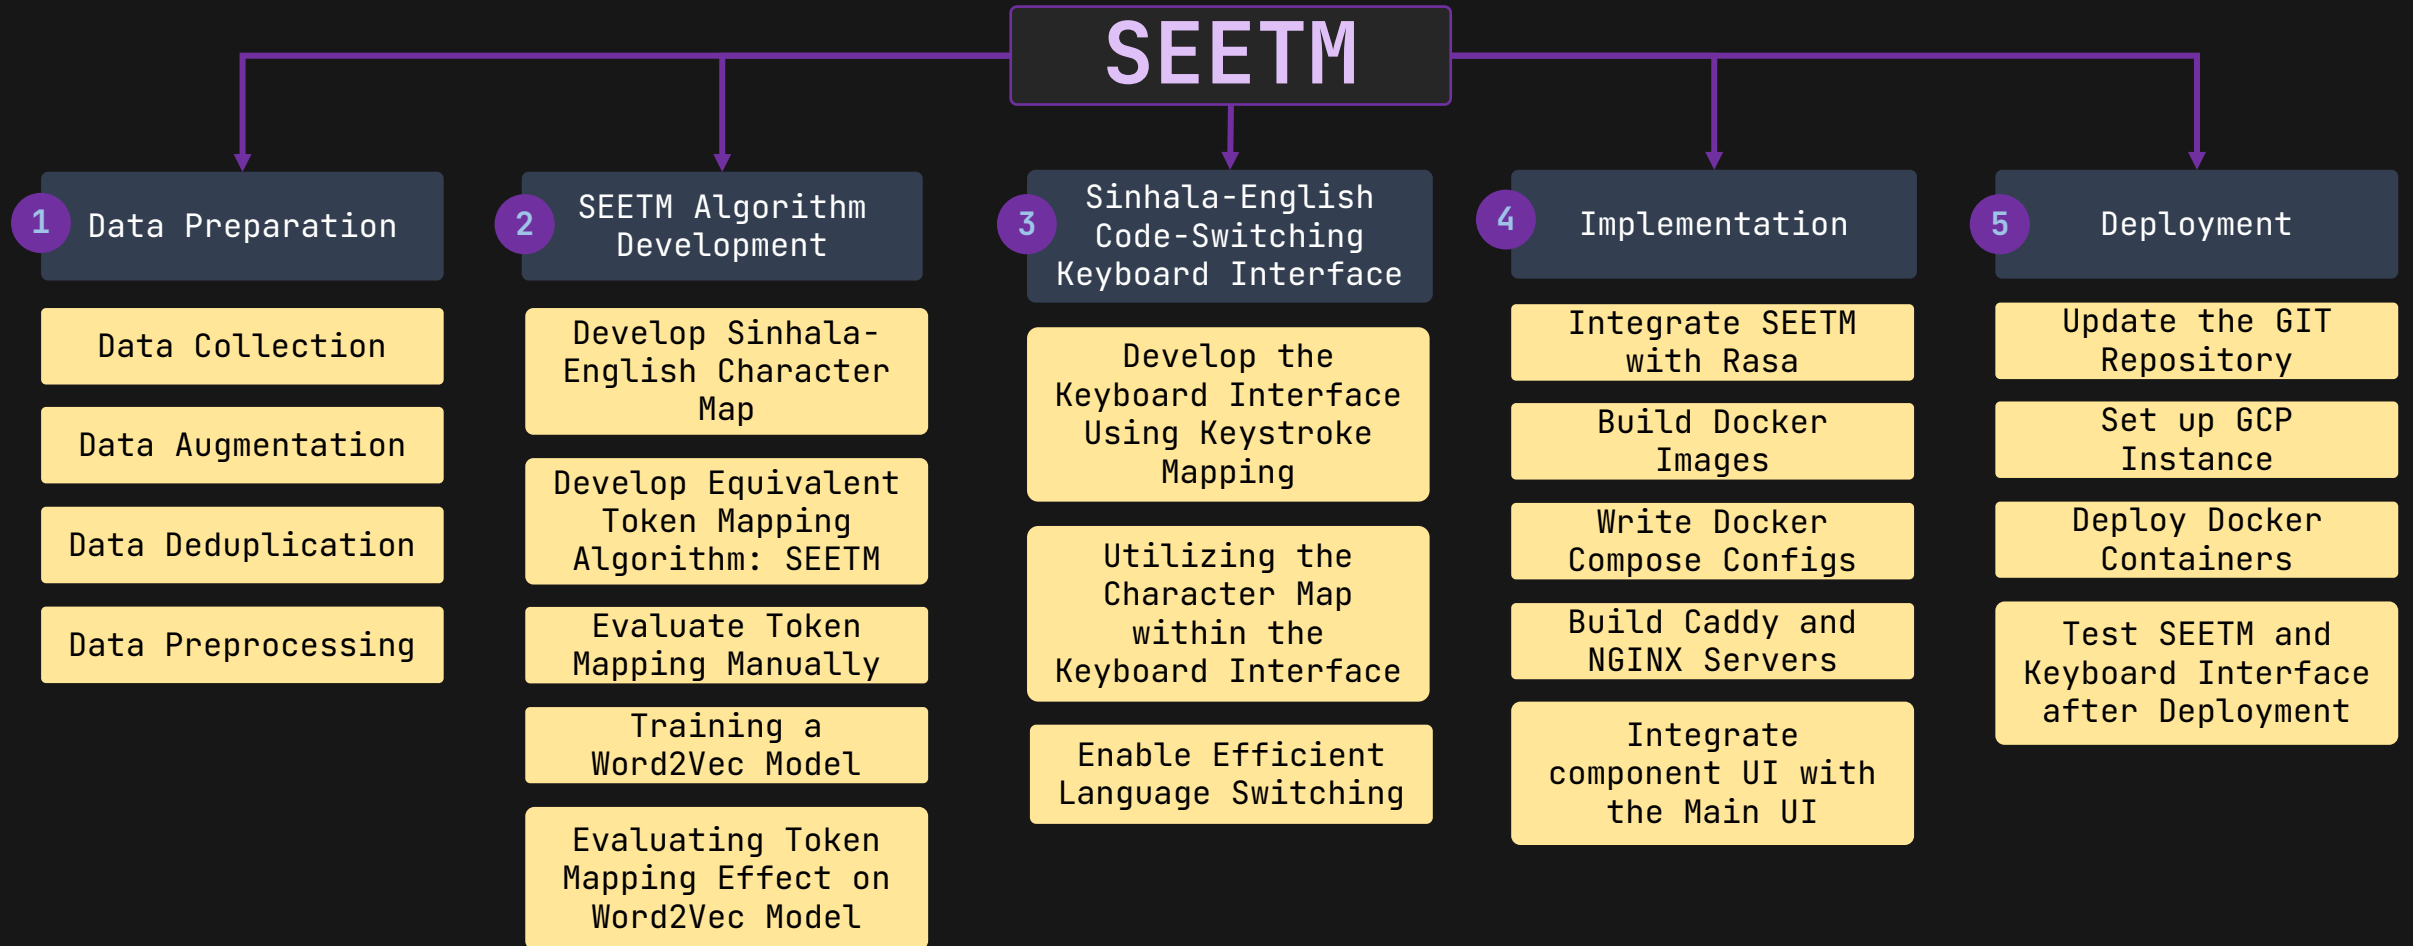 SEETM
1
Data Preparation
Data Collection
Data Augmentation
Data Deduplication
Data Preprocessing
2
SEETM Algorithm
Development
Develop Sinhala-
English Character
Map
Develop Equivalent
Token Mapping
Algorithm: SEETM
Evaluate Token
Mapping Manually
Training a
Word2Vec Model
Evaluating Token
Mapping Effect on
Word2Vec Model
3
Sinhala-English
Code-Switching
Keyboard Interface
Develop the
Keyboard Interface
Using Keystroke
Mapping
Utilizing the
Character Map
within the
Keyboard Interface
Enable Efficient
Language Switching
4
Implementation
Integrate SEETM
with Rasa
Build Docker
Images
Write Docker
Compose Configs
Build Caddy and
NGINX Servers
Integrate
component UI with
the Main UI
5
Deployment
Update the GIT
Repository
Set up GCP
Instance
Deploy Docker
Containers
Test SEETM and
Keyboard Interface
after Deployment